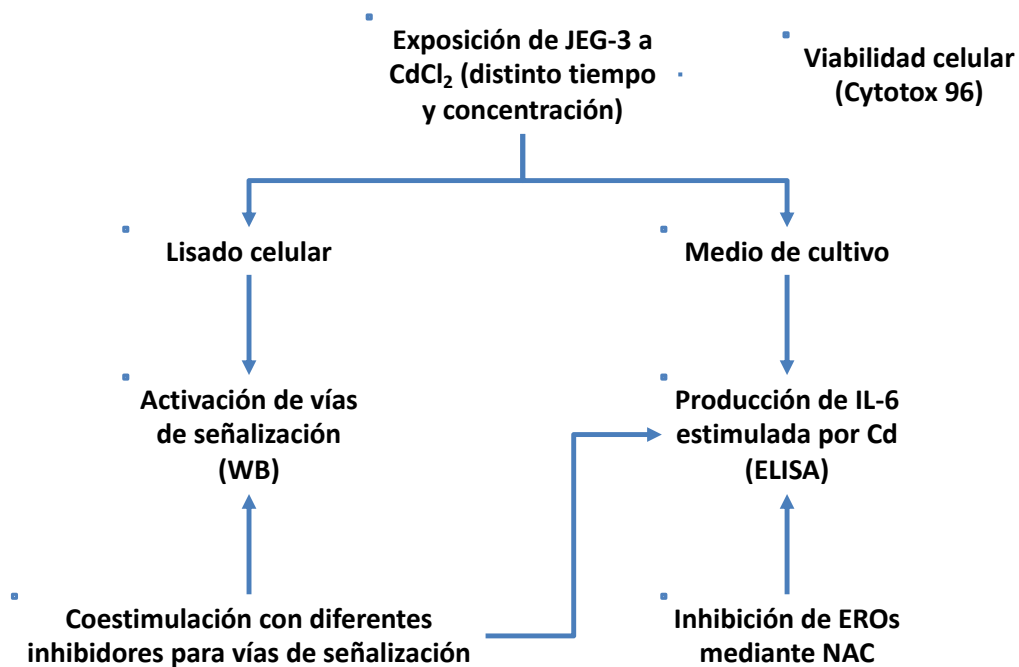 Exposición de JEG-3 a
CdCl₂ (distinto tiempo
y concentración)
Viabilidad celular
(Cytotox 96)
Lisado celular
Medio de cultivo
Activación de vías
de señalización
(WB)
Producción de IL-6
estimulada por Cd
(ELISA)
Coestimulación con diferentes
inhibidores para vías de señalización
Inhibición de EROs
mediante NAC